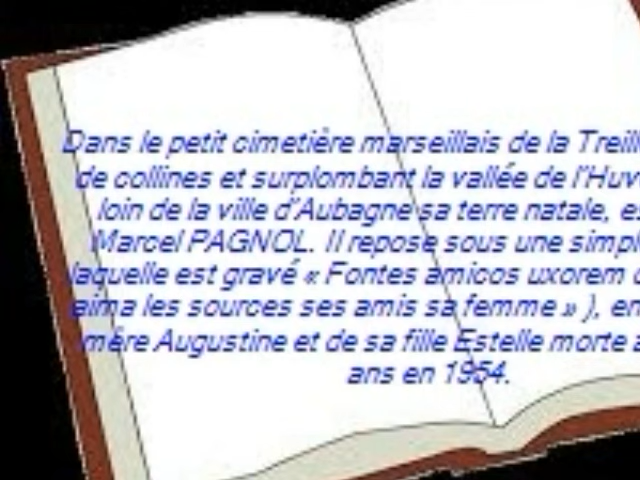 Dans le petit cimetière marseillais de la Treill
de collines et surplombant la vallée de l'Huv
loin de la ville d'Aubagne sa terre natale, e
Marcel PAGNOL. Il repose sous une simpl
laquelle est gravé « Fontes amicos uxorem
aima les sources ses amis sa femme » ), en
mère Augustine et de sa fille Estelle morte
ans en 1954.